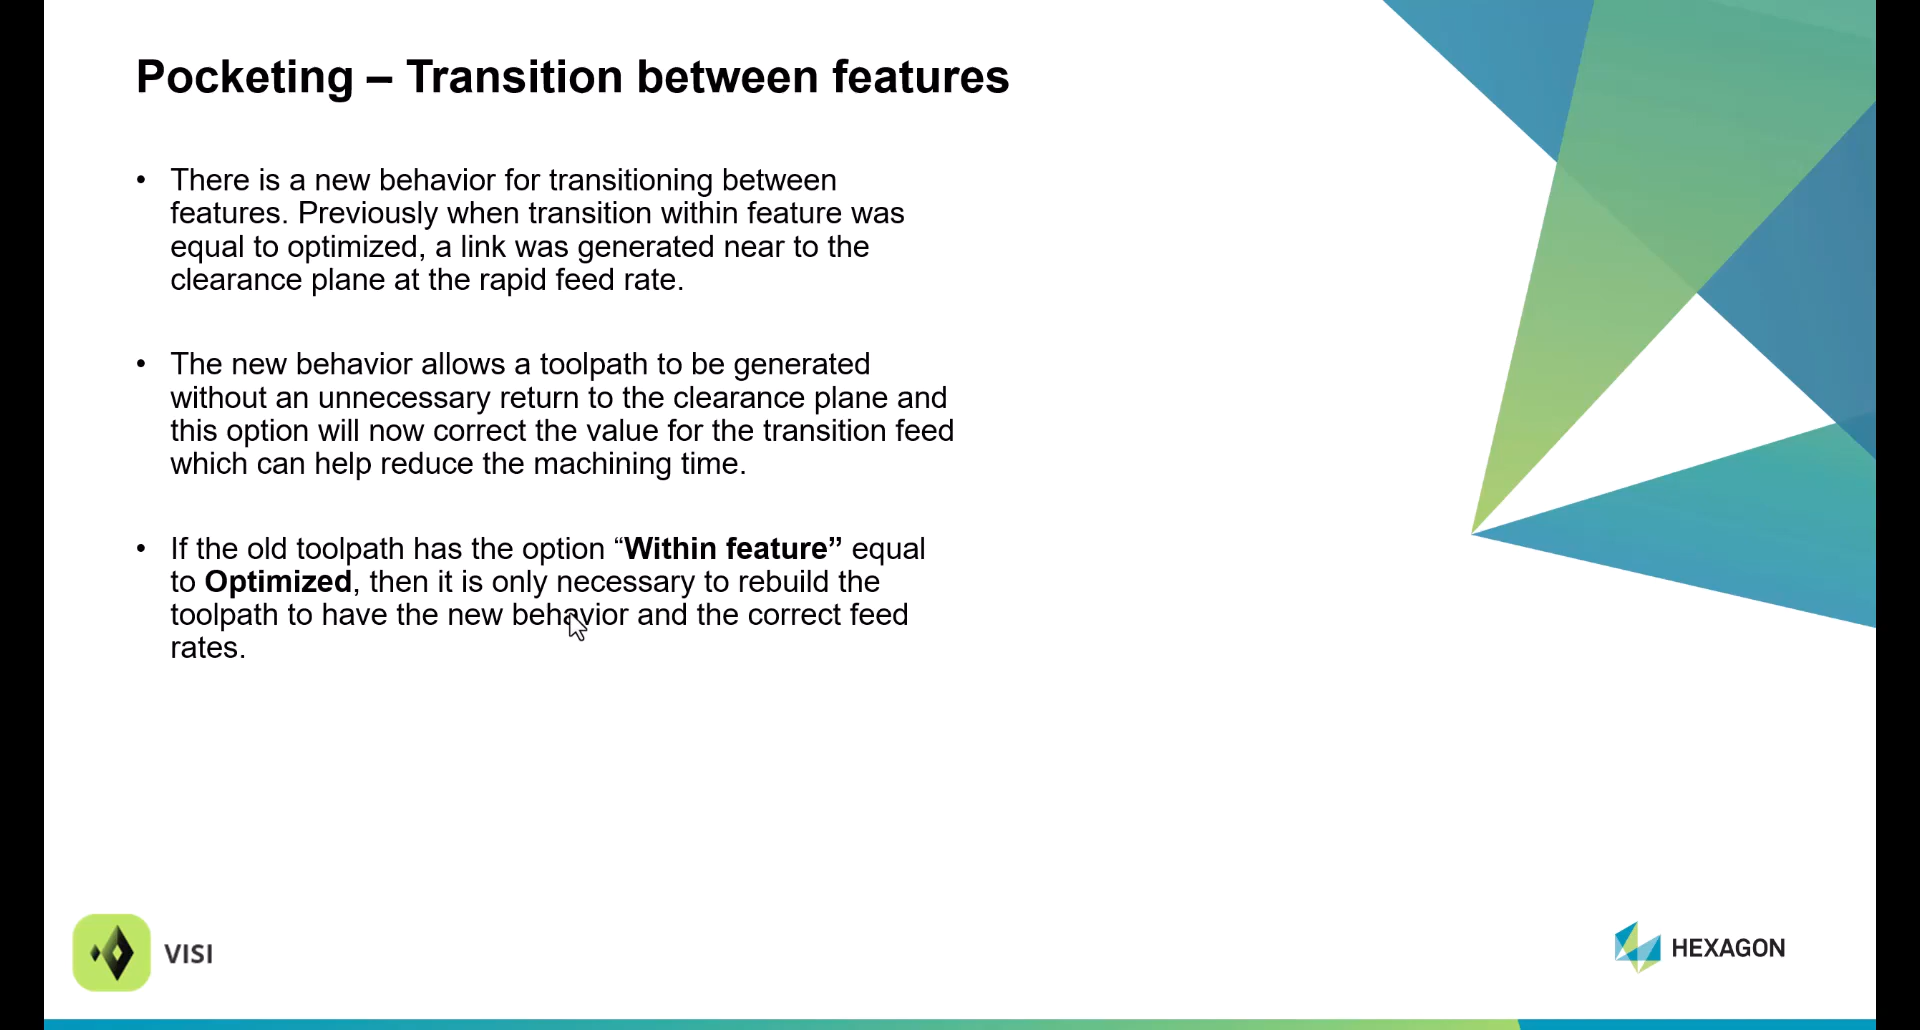 Pocketing – Transition between features
• There is a new behavior for transitioning between
features. Previously when transition within feature was
equal to optimized, a link was generated near to the
clearance plane at the rapid feed rate.
• The new behavior allows a toolpath to be generated
without an unnecessary return to the clearance plane and
this option will now correct the value for the transition feed
which can help reduce the machining time.
• If the old toolpath has the option “Within feature” equal
to Optimized, then it is only necessary to rebuild the
toolpath to have the new behavior and the correct feed
rates.
VISI
HEXAGON